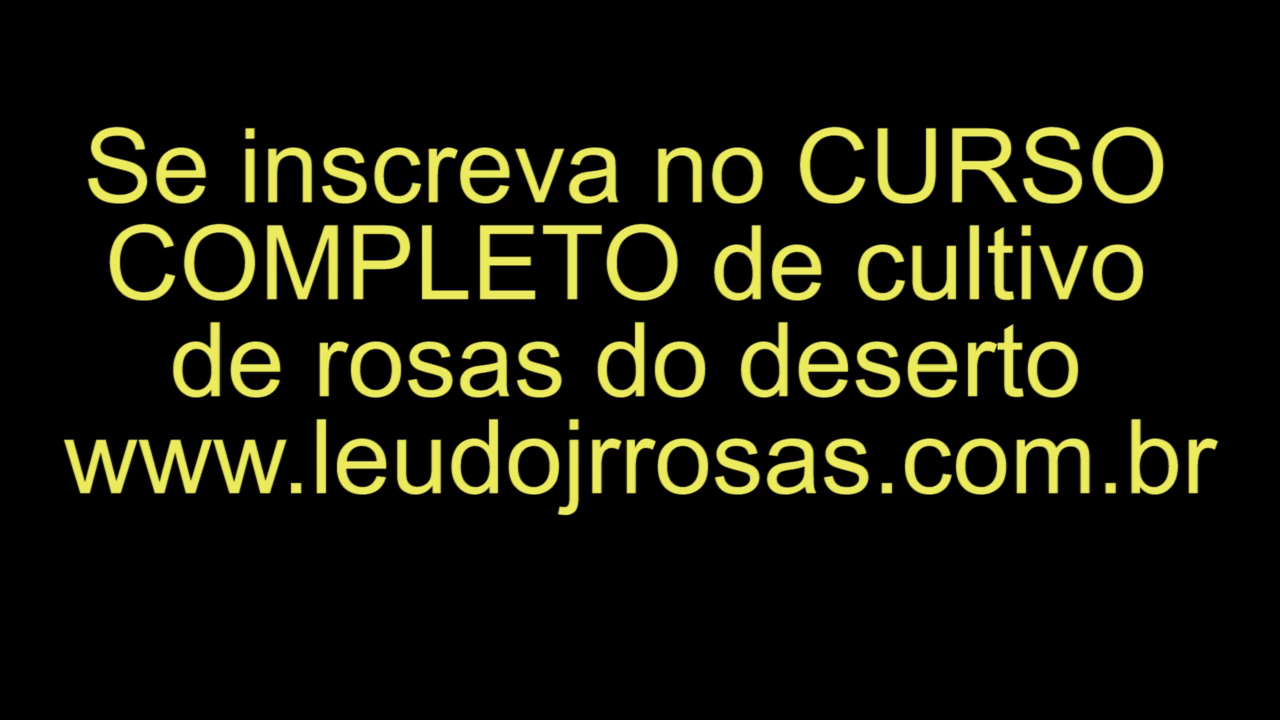 Se inscreva no CURSO
COMPLETO de cultivo
de rosas do deserto
www.leudojrrosas.com.br